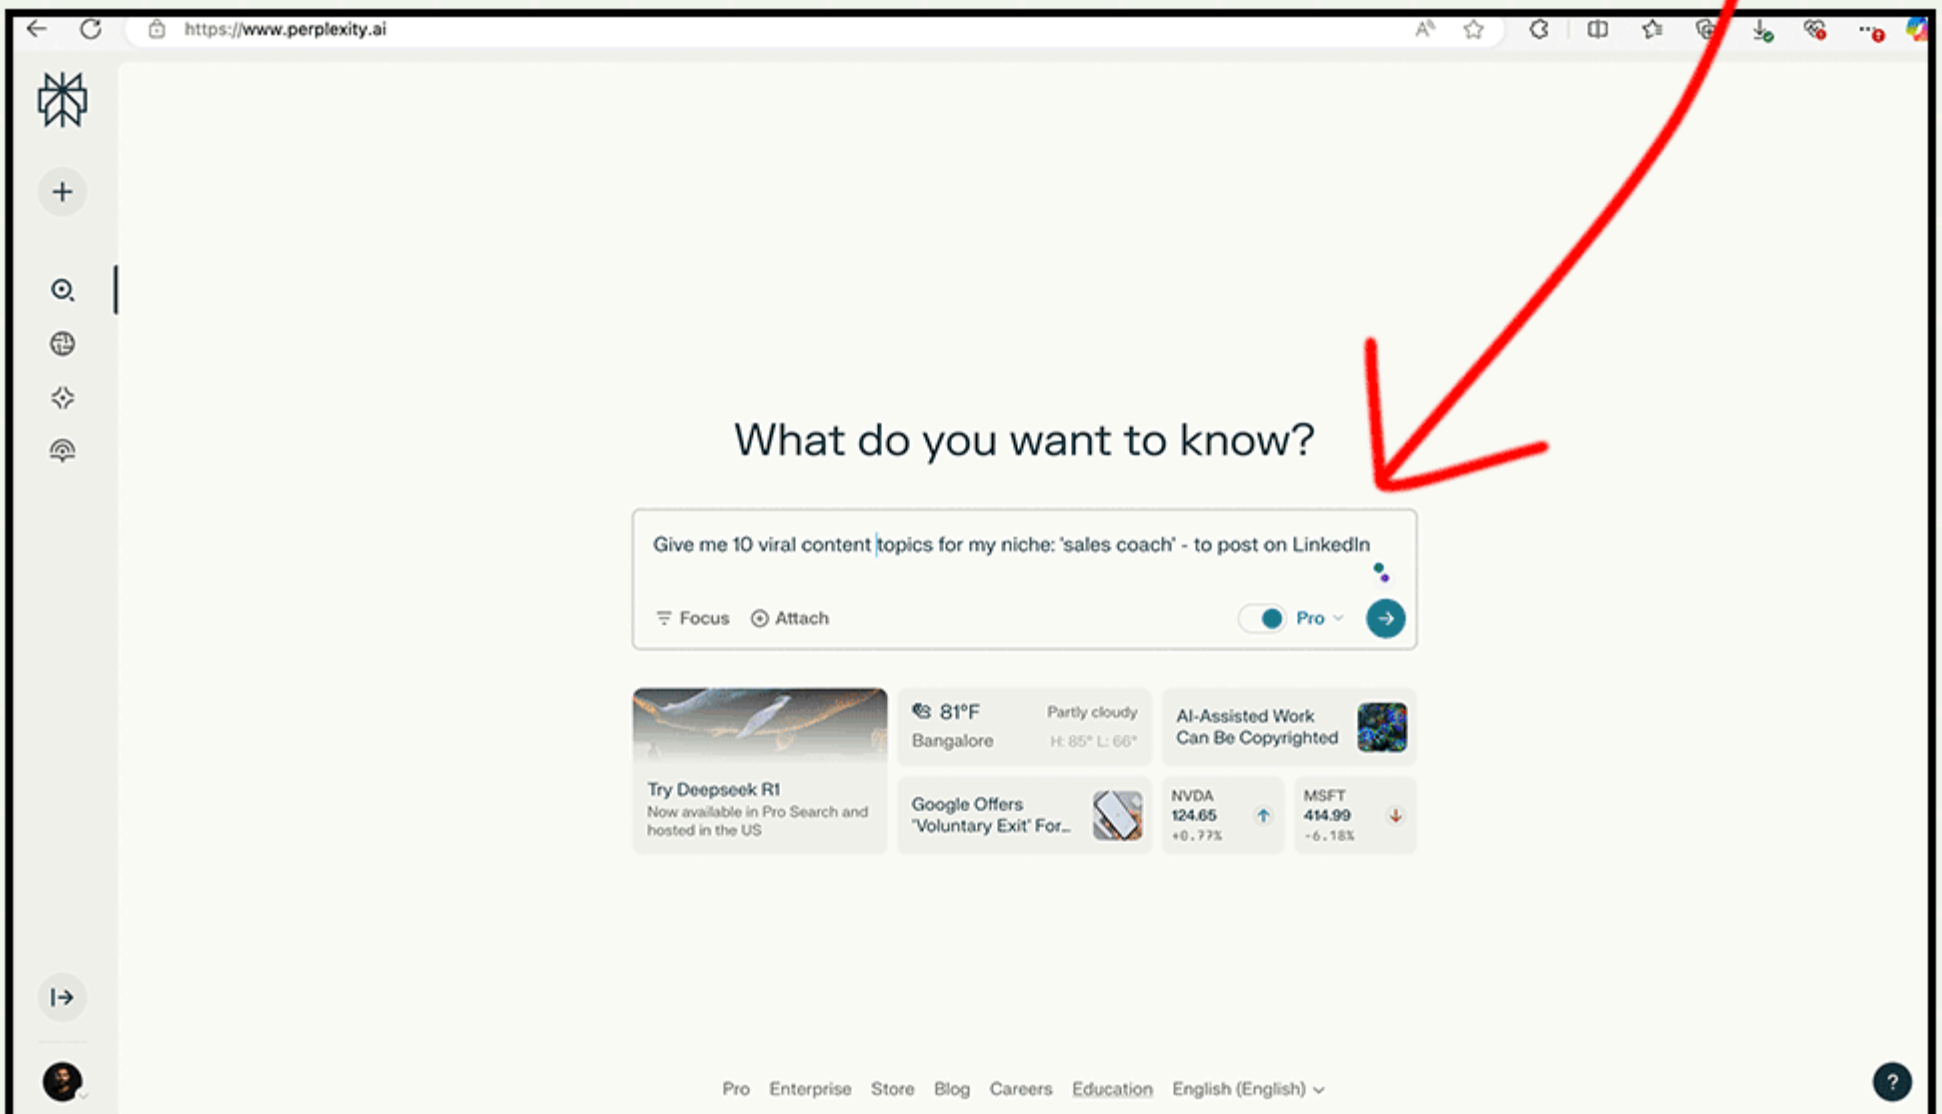 https://www.perplexity.ai
What do you want to know?
Give me 10 viral content topics for my niche: 'sales coach' - to post on LinkedIn
Focus Attach Pro
81°F Partly cloudy
Bangalore H: 85° L: 66°
AI-Assisted Work
Can Be Copyrighted
Try Deepseek R1
Now available in Pro Search and
hosted in the US
Google Offers
'Voluntary Exit' For...
NVDA
124.65
+0.77%
MSFT
414.99
-6.18%
Pro Enterprise Store Blog Careers Education English (English)
?